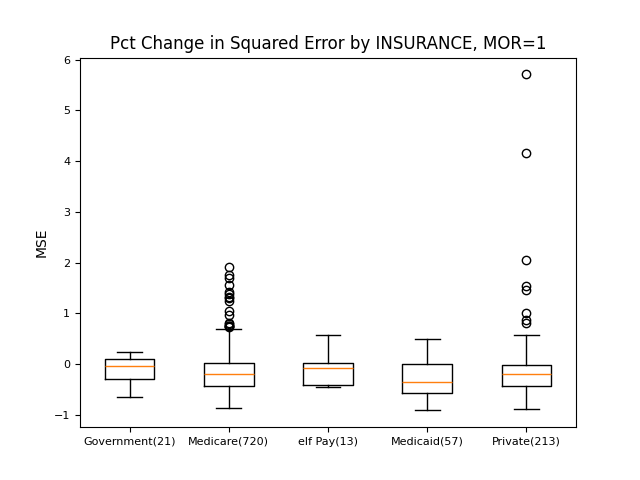 Pct Change in Squared Error by INSURANCE, MOR=1
MSE
6
5
4
3
2
1
0
−1
Government(21)
Medicare(720)
elf Pay(13)
Medicaid(57)
Private(213)